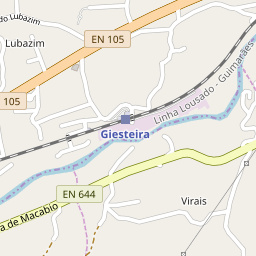 do Lubazim
Lubazim
EN 105
105
Giesteira
Linha Lousado - Guimarães
EN 644
a de Macabio
Virais